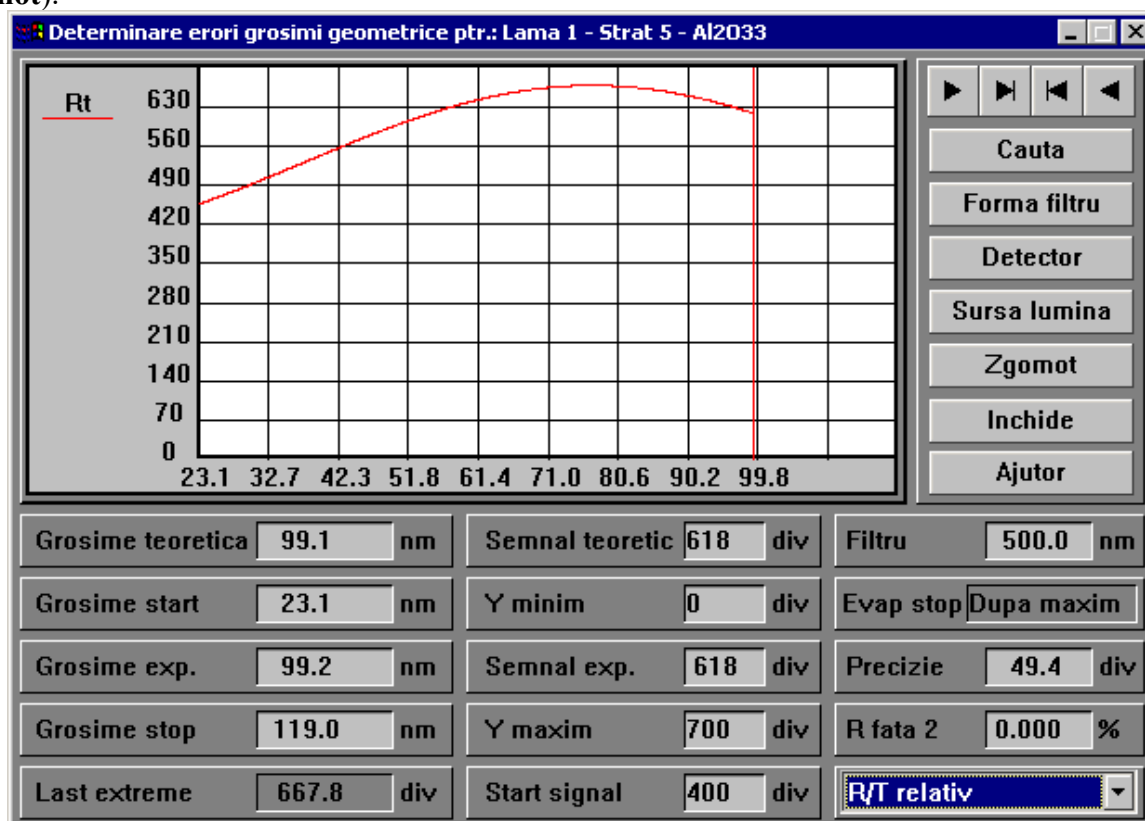 not).
Determinare erori grosimi geometrice ptr.: Lama 1 - Strat 5 - Al2O33
Rt
630
560
490
420
350
280
210
140
70
0
23.1 32.7 42.3 51.8 61.4 71.0 80.6 90.2 99.8
Cauta
Forma filtru
Detector
Sursa lumina
Zgomot
Inchide
Ajutor
Grosime teoretica 99.1 nm Semnal teoretic 618 div Filtru 500.0 nm
Grosime start 23.1 nm Y minim 0 div Evap stop Dupa maxim
Grosime exp. 99.2 nm Semnal exp. 618 div Precizie 49.4 div
Grosime stop 119.0 nm Y maxim 700 div R fata 2 0.000 %
Last extreme 667.8 div Start signal 400 div R/T relativ